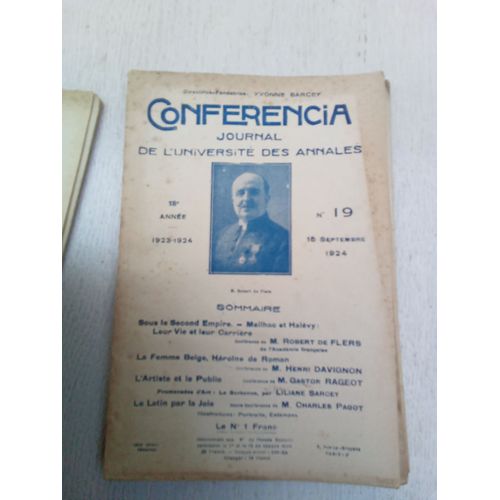 Directrice-Fondatrice: YVONNE SARCEY
CONFERENCIA
JOURNAL
DE L'UNIVERSITÉ DES ANNALES
18e
ANNÉE
1923-1924
N° 19
15 SEPTEMBRE
1924
M. Robert de Flers
SOMMAIRE
Sous le Second Empire. — Meilhac et Halévy:
Leur Vie et leur Carrière
Conférence de M. ROBERT DE FLERS
de l'Académie française
La Femme Belge, Héroïne de Roman
Conférence de M. HENRI DAVIGNON
L'Artiste et le Public Conférence de M. GASTON RAGEOT
Promenades d'Art: La Sorbonne, par LILIANE SARCEY
Le Latin par la Joie Conférence de M. CHARLES PAGOT
Illustrations: Portraits, Estampes
Le N° 1 Franc